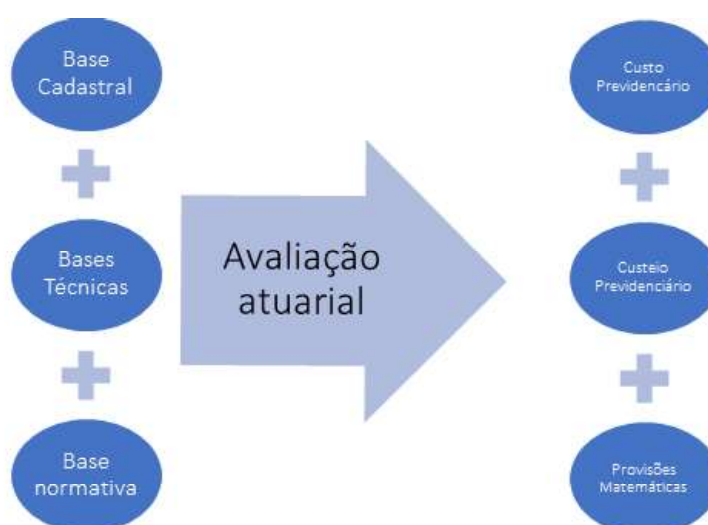 Base
Cadastral
Bases
Técnicas
Base
normativa
Avaliação
atuarial
Custo
Previdencário
Custeio
Previdenciário
Provisões
Matemáticas